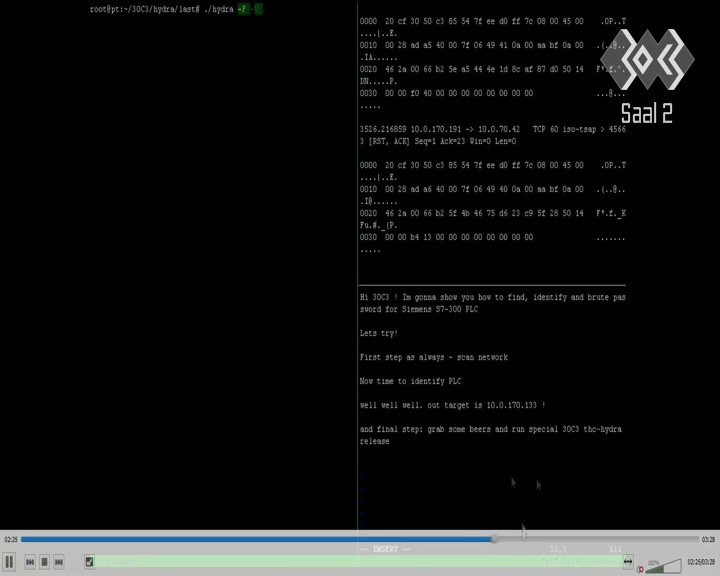 root@pt:~/30C3/hydra/iast# ./hydra -F
0000 20 cf 30 50 c3 85 54 7f ee d0 ff 7c 08 00 45 00 .OP..T
....|..E.
0010 00 28 ad a5 40 00 7f 06 49 41 0a 00 aa bf 0a 00 .(..@..
.IA......
0020 46 2a 00 66 b2 5e a5 44 4e 1d 8c af 87 d0 50 14 F*.f.^.
DN.....P.
0030 00 00 f0 40 00 00 00 00 00 00 00 00 ...@...
.....
3526.216859 10.0.170.191 -> 10.0.70.42 TCP 60 iso-tsap > 4566
3 [RST, ACK] Seq=1 Ack=23 Win=0 Len=0
0000 20 cf 30 50 c3 85 54 7f ee d0 ff 7c 08 00 45 00 .OP..T
....|..E.
0010 00 28 ad a6 40 00 7f 06 49 40 0a 00 aa bf 0a 00 .(..@..
.I@......
0020 46 2a 00 66 b2 5f 4b 46 75 d6 23 c9 5f 28 50 14 F*.f._K
Fu.#._(P.
0030 00 00 b4 13 00 00 00 00 00 00 00 00 .......
.....
Saal 2
Hi 30C3 ! Im gonna show you how to find, identify and brute pas
sword for Siemens S7-300 PLC
Lets try!
First step as always - scan network
Now time to identify PLC
well well well. out target is 10.0.170.133 !
and final step: grab some beers and run special 30C3 thc-hydra
release
-- INSERT -- 13,1 All
02:25 03:28
102% 02:25/03:28